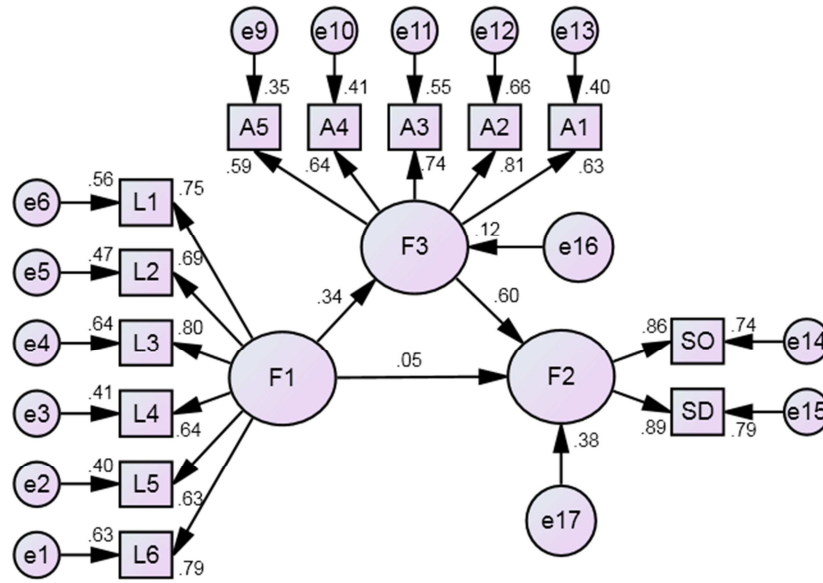 e9 e10 e11 e12 e13
.35 .41 .55 .66 .40
A5 A4 A3 A2 A1
.59 .64 .74 .81 .63
e6 .56 L1 .75
e5 .47 L2 .69
e4 .64 L3 .80
e3 .41 L4 .64
e2 .40 L5 .63
e1 .63 L6 .79
F3 .12 e16
.34 .60
F1 .05 F2
.86 SO .74 e14
.89 SD .79 e15
.38
e17